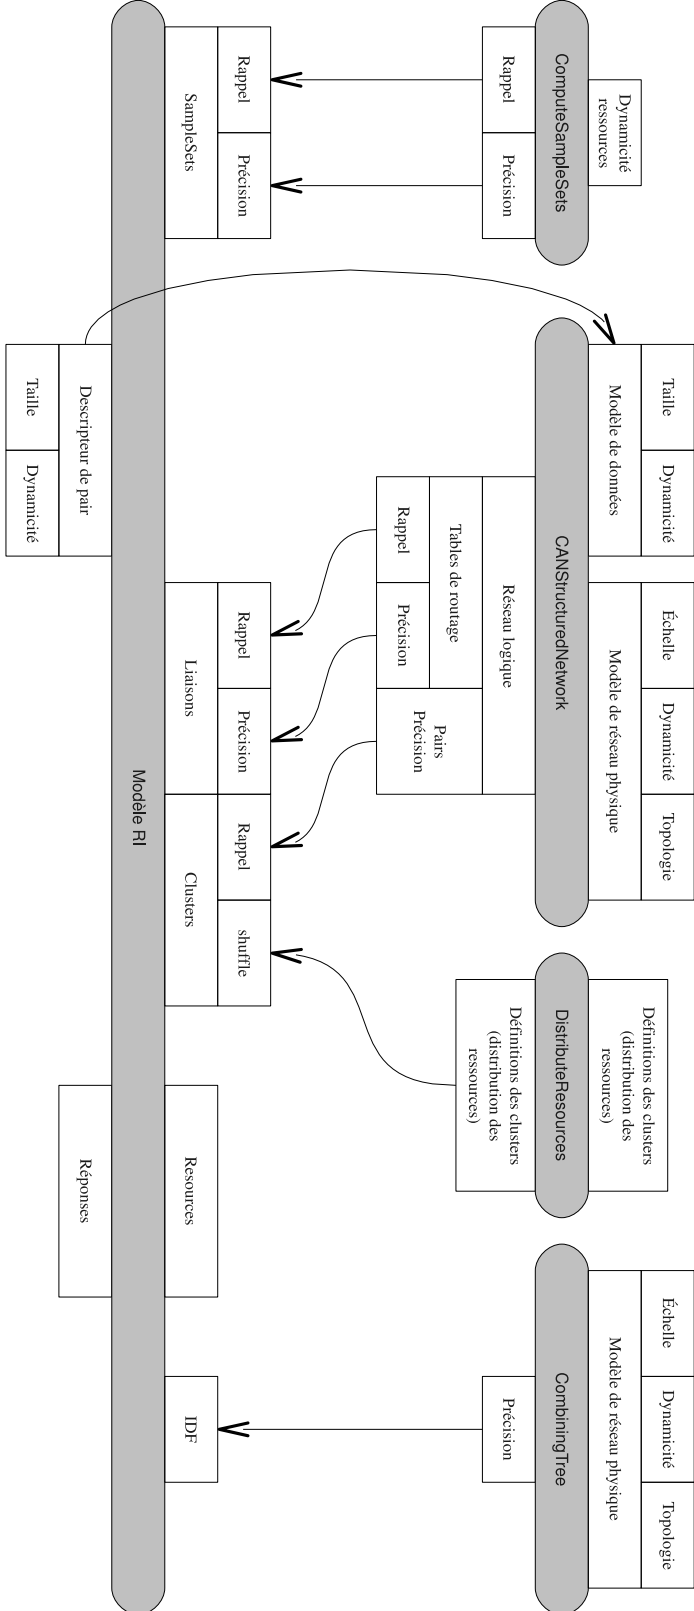 Dynamicité
ressources
ComputeSampleSets
Rappel
Précision
Rappel
Précision
SampleSets
Taille
Dynamicité
Modèle de données
Échelle
Dynamicité
Topologie
Modèle de réseau physique
CANStructuredNetwork
Réseau logique
Tables de routage
Pairs
Précision
Rappel
Précision
Rappel
Précision
Rappel
shuffle
Liaisons
Clusters
Définitions des clusters
(distribution des
ressources)
DistributeResources
Définitions des clusters
(distribution des
ressources)
Échelle
Dynamicité
Topologie
Modèle de réseau physique
CombiningTree
Précision
Resources
IDF
Modèle RI
Descripteur de pair
Taille
Dynamicité
Réponses